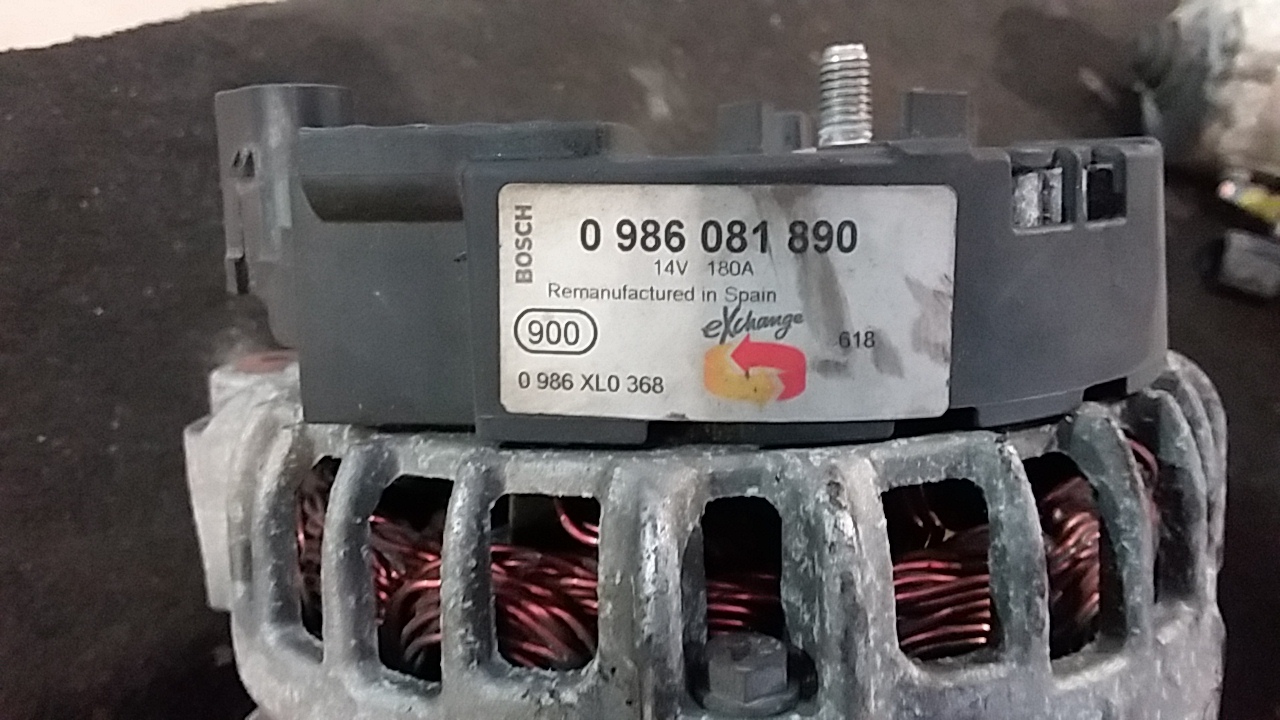 BOSCH
0 986 081 890
14V 180A
Remanufactured in Spain
900
eXchange
618
0 986 XL0 368